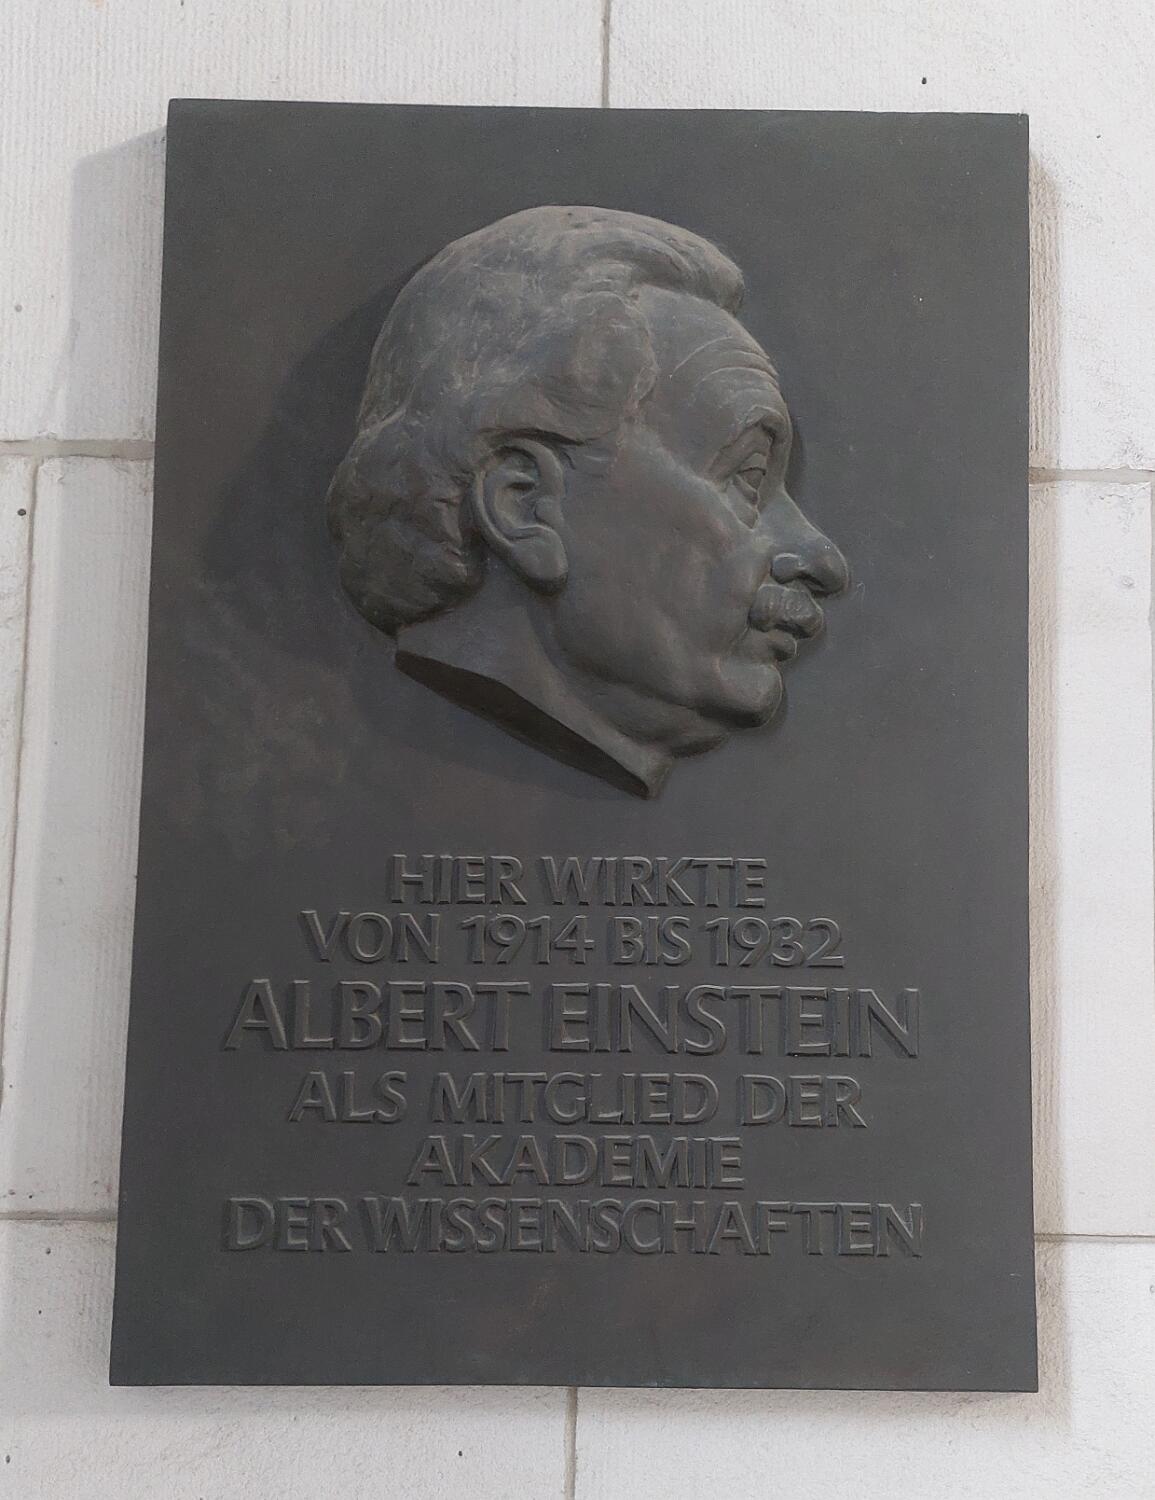 HIER WIRKTE
VON 1914 BIS 1932
ALBERT EINSTEIN
ALS MITGLIED DER
AKADEMIE
DER WISSENSCHAFTEN